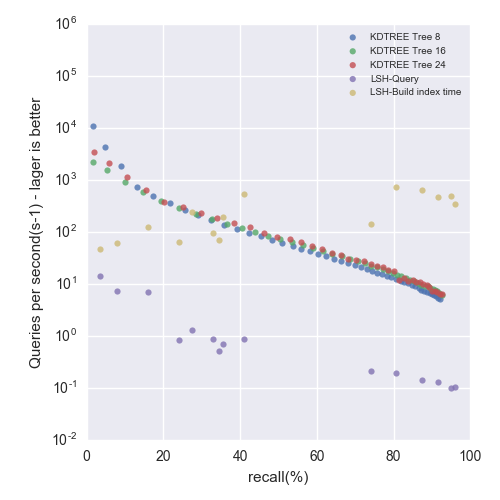 10^6
10^5
10^4
10^3
10^2
10^1
10^0
10^-1
10^-2
Queries per second(s-1) - lager is better
KDTREE Tree 8
KDTREE Tree 16
KDTREE Tree 24
LSH-Query
LSH-Build index time
0 20 40 60 80 100
recall(%)